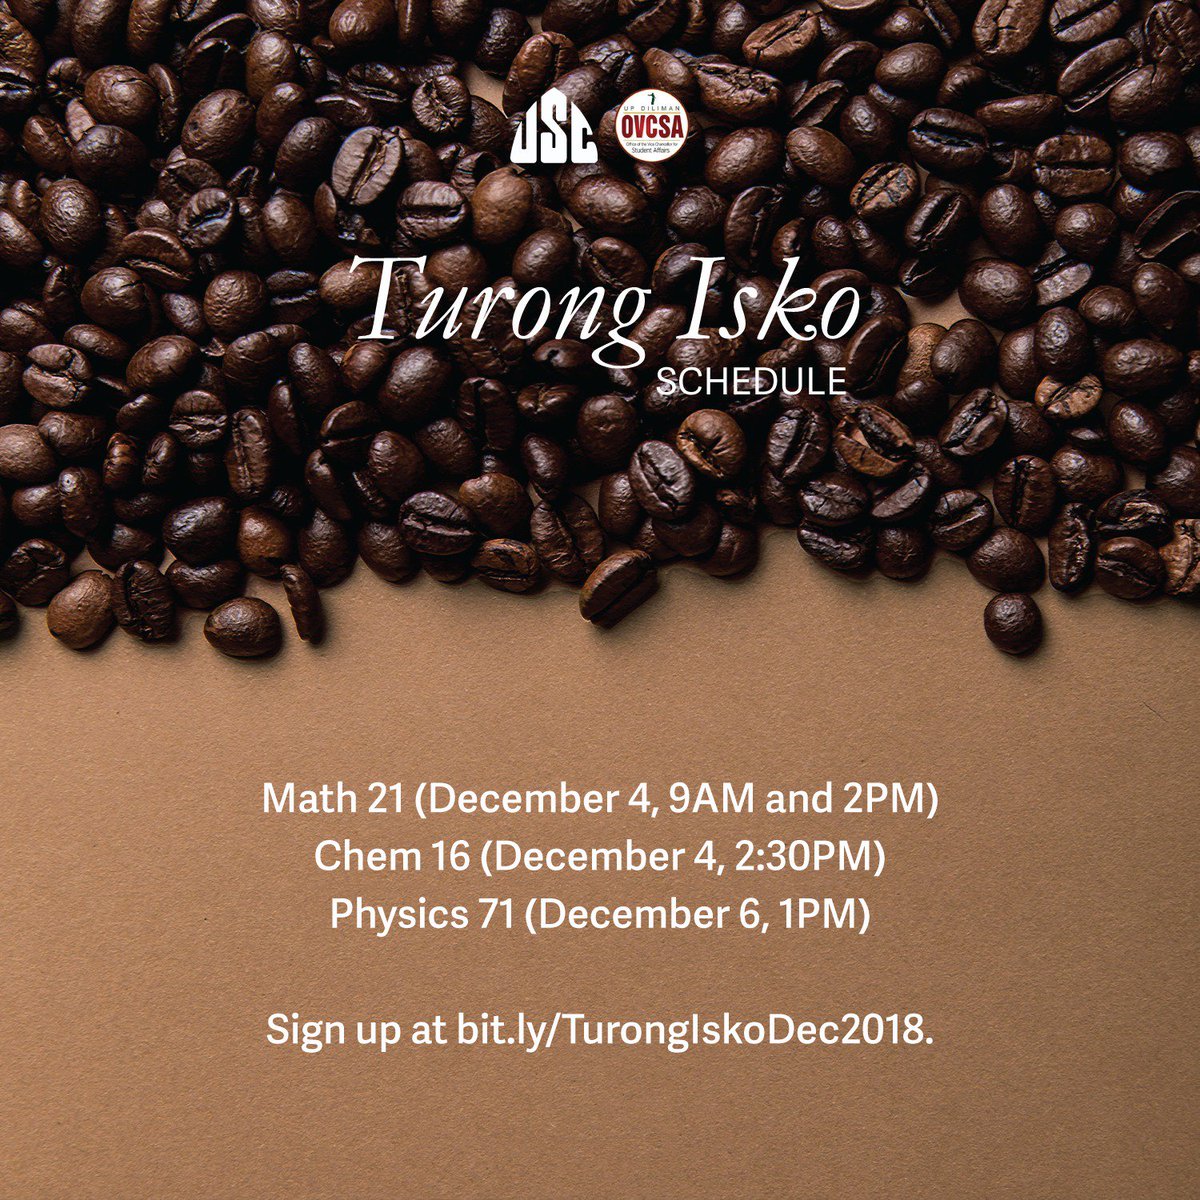 USC
UP DILIMAN
OVCSA
Office of the Vice Chancellor for
Student Affairs
Turong Isko
SCHEDULE
Math 21 (December 4, 9AM and 2PM)
Chem 16 (December 4, 2:30PM)
Physics 71 (December 6, 1PM)
Sign up at bit.ly/TurongIskoDec2018.